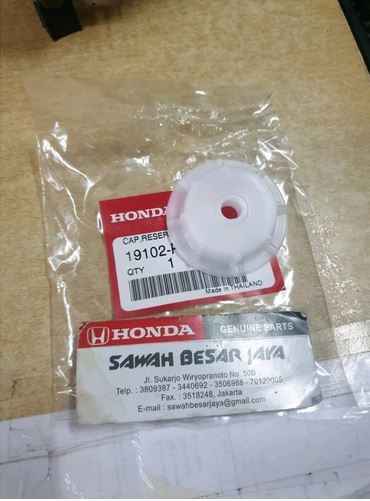 HONDA
CAP,RESER
19102-
QTY 1
Made in THAILAND
HONDA GENUINE PARTS
SAWAH BESAR JAYA
Jl. Sukarjo Wiryopranoto No. 50B
Telp. : 3809387 - 3440692 - 3506988 - 70120005
Fax. : 3518248, Jakarta
E-mail : sawahbesarjaya@gmail.com